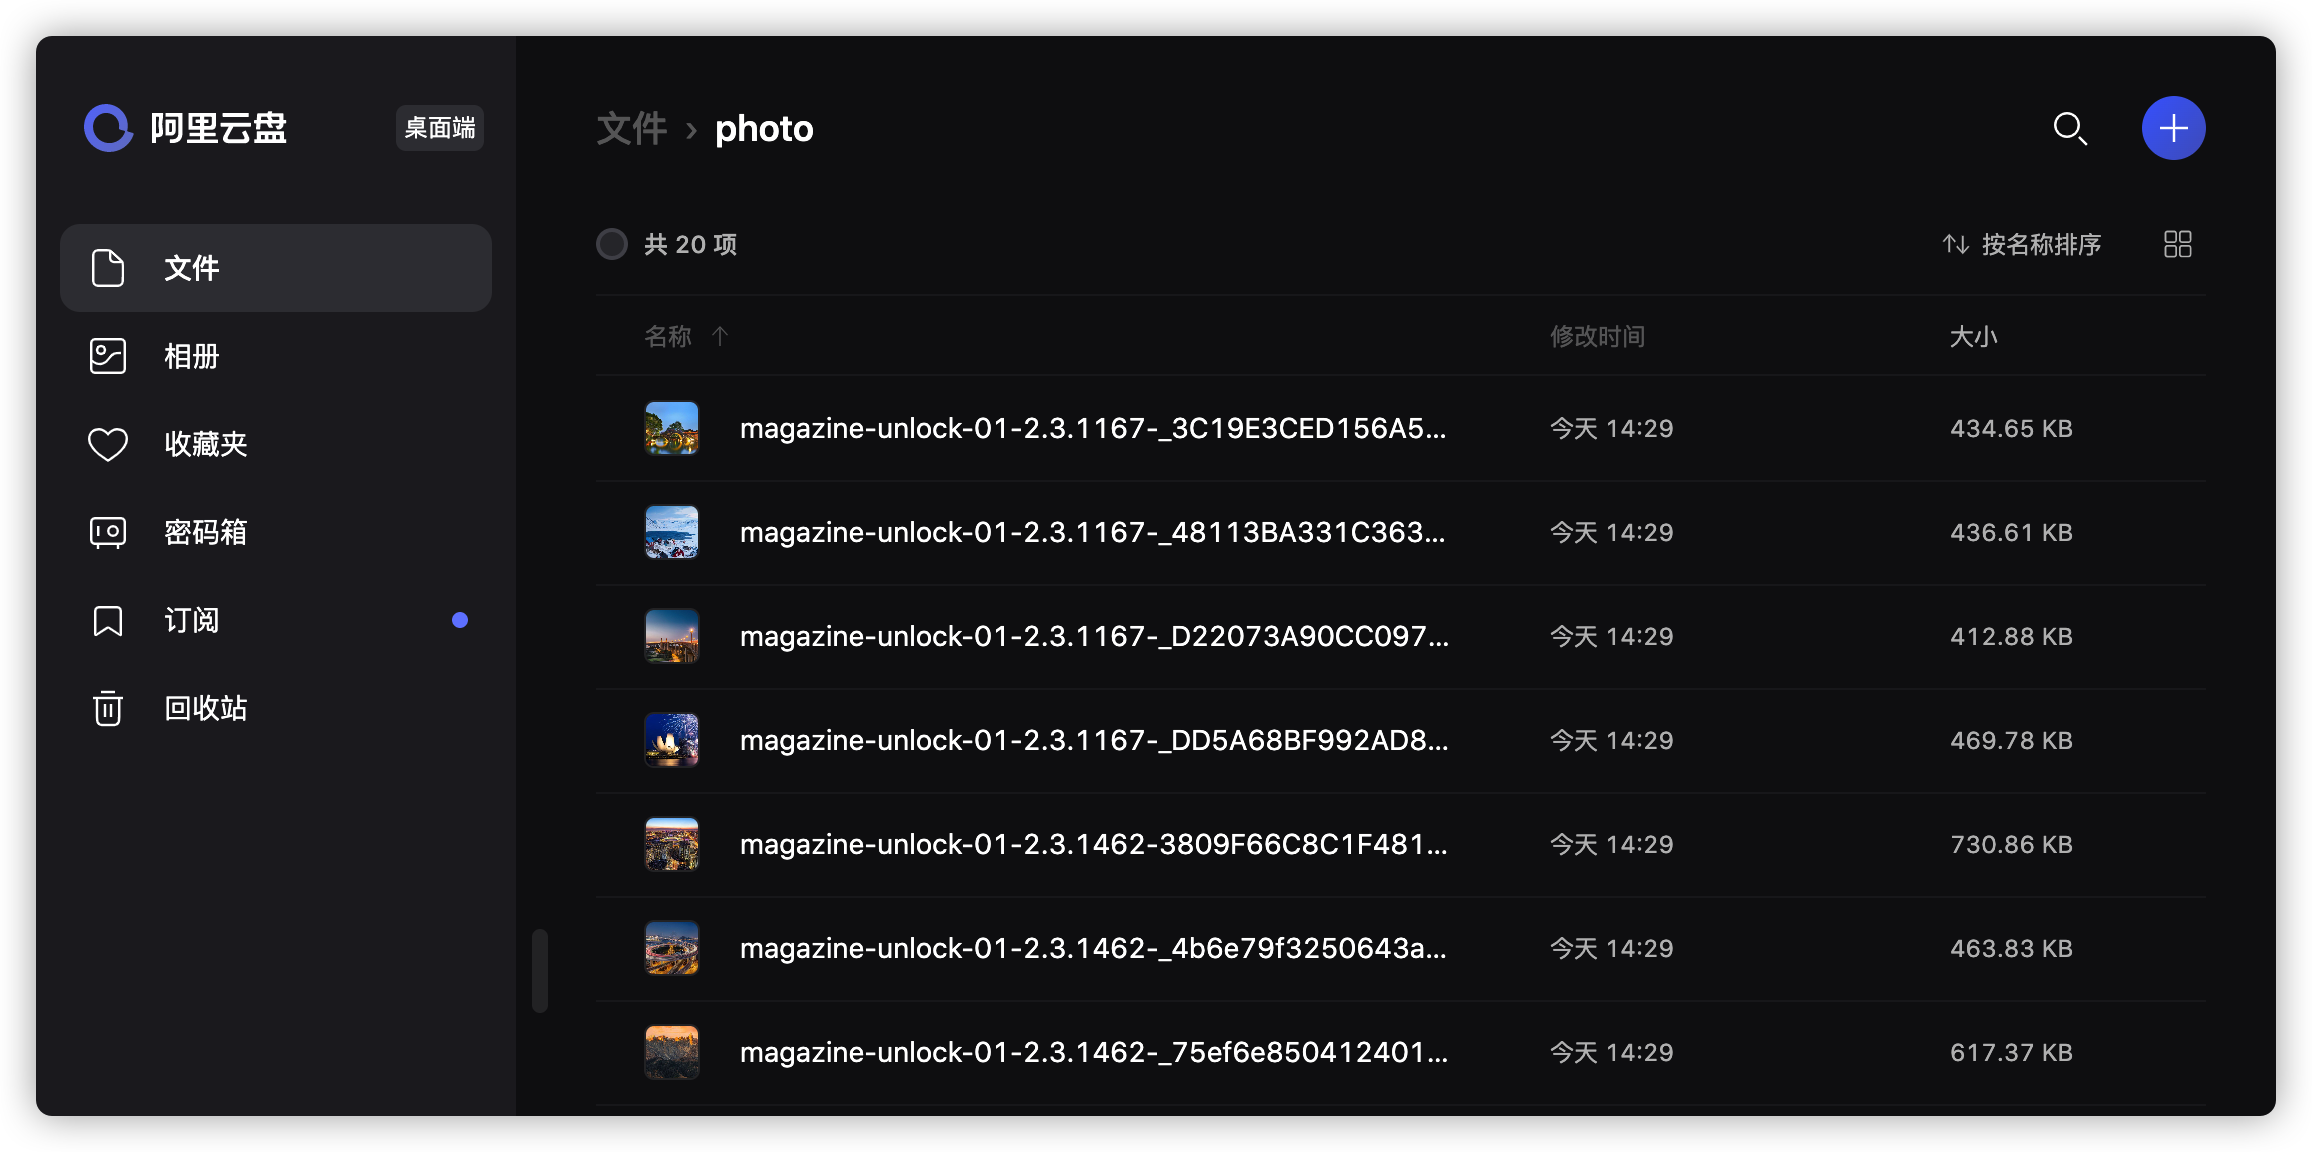 阿里云盘 桌面端
文件
相册
收藏夹
密码箱
订阅
回收站
文件 › photo
共 20 项 按名称排序
名称 修改时间 大小
magazine-unlock-01-2.3.1167-_3C19E3CED156A5... 今天 14:29 434.65 KB
magazine-unlock-01-2.3.1167-_48113BA331C363... 今天 14:29 436.61 KB
magazine-unlock-01-2.3.1167-_D22073A90CC097... 今天 14:29 412.88 KB
magazine-unlock-01-2.3.1167-_DD5A68BF992AD8... 今天 14:29 469.78 KB
magazine-unlock-01-2.3.1462-3809F66C8C1F481... 今天 14:29 730.86 KB
magazine-unlock-01-2.3.1462-_4b6e79f3250643a... 今天 14:29 463.83 KB
magazine-unlock-01-2.3.1462-_75ef6e850412401... 今天 14:29 617.37 KB